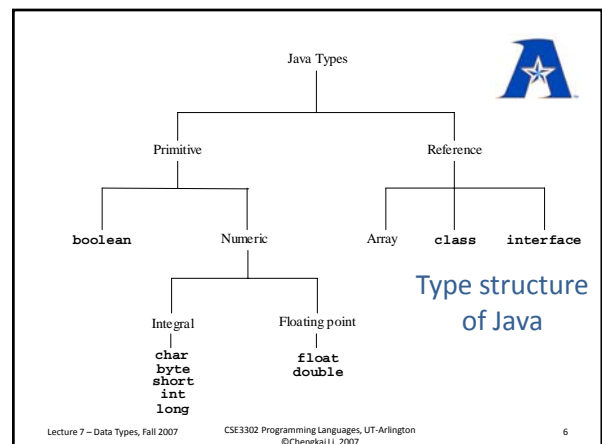 Java Types
Primitive
Reference
boolean
Numeric
Array
class
interface
Type structure
of Java
Integral
Floating point
char
byte
short
int
long
float
double
Lecture 7 – Data Types, Fall 2007
CSE3302 Programming Languages, UT-Arlington
©Chengkai Li, 2007
6